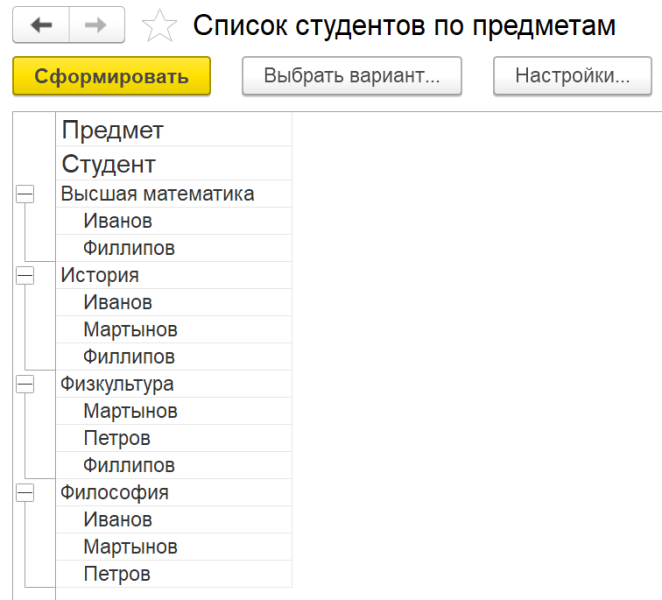 Список студентов по предметам
Сформировать Выбрать вариант... Настройки...
Предмет
Студент
Высшая математика
Иванов
Филлипов
История
Иванов
Мартынов
Филлипов
Физкультура
Мартынов
Петров
Филлипов
Философия
Иванов
Мартынов
Петров